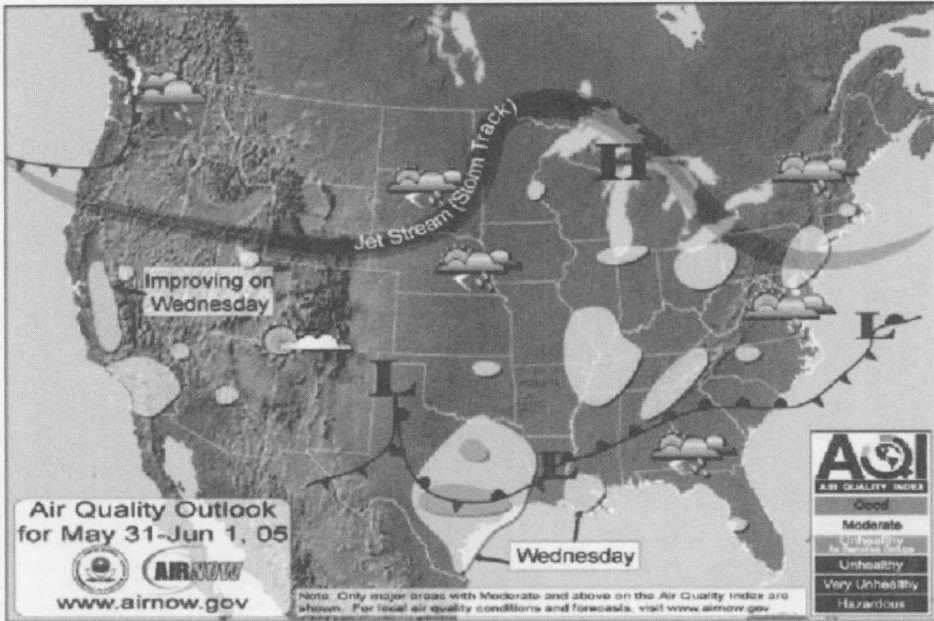 Jet Stream (Storm Track)
H
Improving on
Wednesday
L
L
L
Wednesday
Air Quality Outlook
for May 31-Jun 1, 05
AIRNOW
www.airnow.gov
Note: Only major areas with Moderate and above on the Air Quality Index are
shown. For local air quality conditions and forecasts, visit www.airnow.gov
AQI
AIR QUALITY INDEX
Good
Moderate
Unhealthy
for Sensitive Groups
Unhealthy
Very Unhealthy
Hazardous